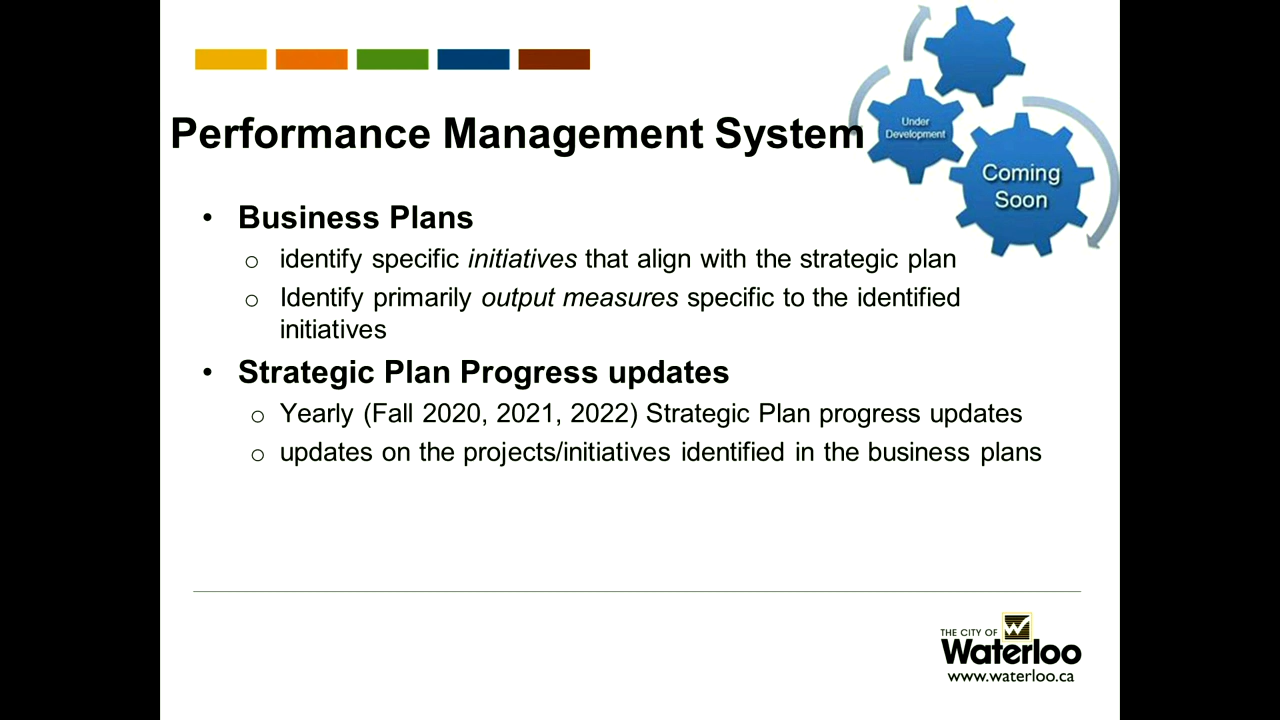 Performance Management System
Under
Development
Coming
Soon
• Business Plans
o identify specific initiatives that align with the strategic plan
o Identify primarily output measures specific to the identified
initiatives
• Strategic Plan Progress updates
o Yearly (Fall 2020, 2021, 2022) Strategic Plan progress updates
o updates on the projects/initiatives identified in the business plans
THE CITY OF
Waterloo
www.waterloo.ca